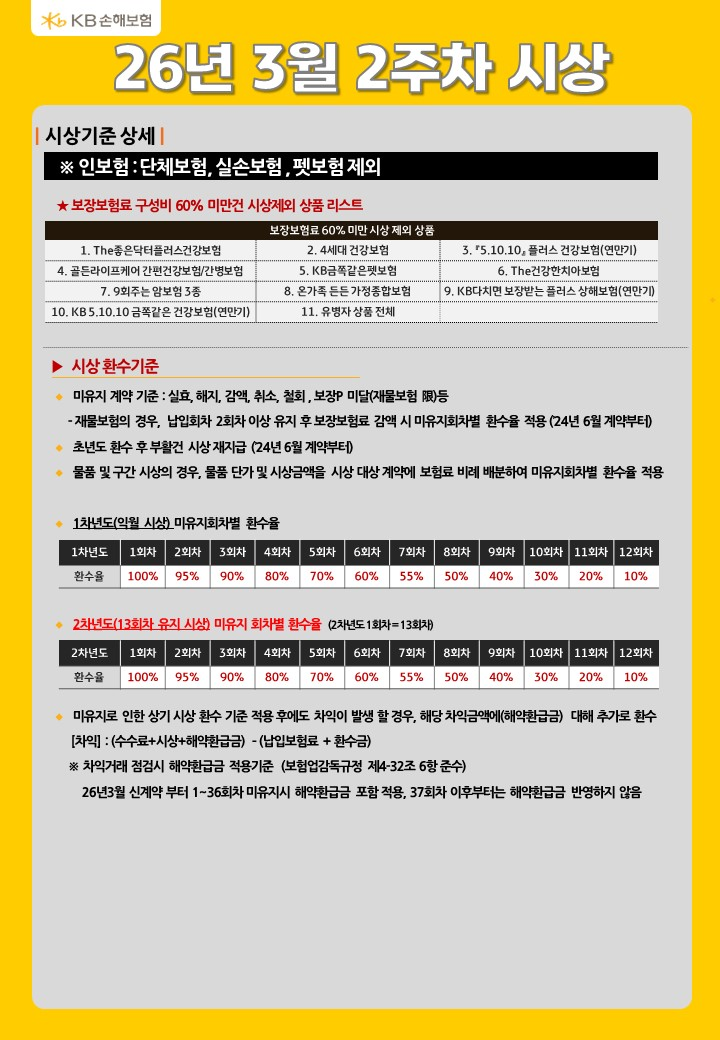 KB 손해보험
26년 3월 2주차 시상
시상기준 상세
※ 인보험 : 단체보험, 실손보험 , 펫보험 제외
★ 보장보험료 구성비 60% 미만건 시상제외 상품 리스트
보장보험료 60% 미만 시상 제외 상품
1. The좋은닥터플러스건강보험 2. 4세대 건강보험 3. 『5.10.10』 플러스 건강보험(연만기)
4. 골든라이프케어 간편건강보험/간병보험 5. KB금쪽같은펫보험 6. The건강한치아보험
7. 9회주는 암보험 3종 8. 온가족 든든 가정종합보험 9. KB다치면 보장받는 플러스 상해보험(연만기)
10. KB 5.10.10 금쪽같은 건강보험(연만기) 11. 유병자 상품 전체
▶ 시상 환수기준
◆ 미유지 계약 기준 : 실효, 해지, 감액, 취소, 철회 , 보장P 미달(재물보험 限)등
- 재물보험의 경우, 납입회차 2회차 이상 유지 후 보장보험료 감액 시 미유지회차별 환수율 적용 ('24년 6월 계약부터)
◆ 초년도 환수 후 부활건 시상 재지급 ('24년 6월 계약부터)
◆ 물품 및 구간 시상의 경우, 물품 단가 및 시상금액을 시상 대상 계약에 보험료 비례 배분하여 미유지회차별 환수율 적용
◆ 1차년도(익월 시상) 미유지회차별 환수율
1차년도 1회차 2회차 3회차 4회차 5회차 6회차 7회차 8회차 9회차 10회차 11회차 12회차
환수율 100% 95% 90% 80% 70% 60% 55% 50% 40% 30% 20% 10%
◆ 2차년도(13회차 유지 시상) 미유지 회차별 환수율 (2차년도 1회차 = 13회차)
2차년도 1회차 2회차 3회차 4회차 5회차 6회차 7회차 8회차 9회차 10회차 11회차 12회차
환수율 100% 95% 90% 80% 70% 60% 55% 50% 40% 30% 20% 10%
◆ 미유지로 인한 상기 시상 환수 기준 적용 후에도 차익이 발생 할 경우, 해당 차익금액에(해약환급금) 대해 추가로 환수
[차익] : (수수료+시상+해약환급금) - (납입보험료 + 환수금)
※ 차익거래 점검시 해약환급금 적용기준 (보험업감독규정 제4-32조 6항 준수)
26년3월 신계약 부터 1~36회차 미유지시 해약환급금 포함 적용, 37회차 이후부터는 해약환급금 반영하지 않음